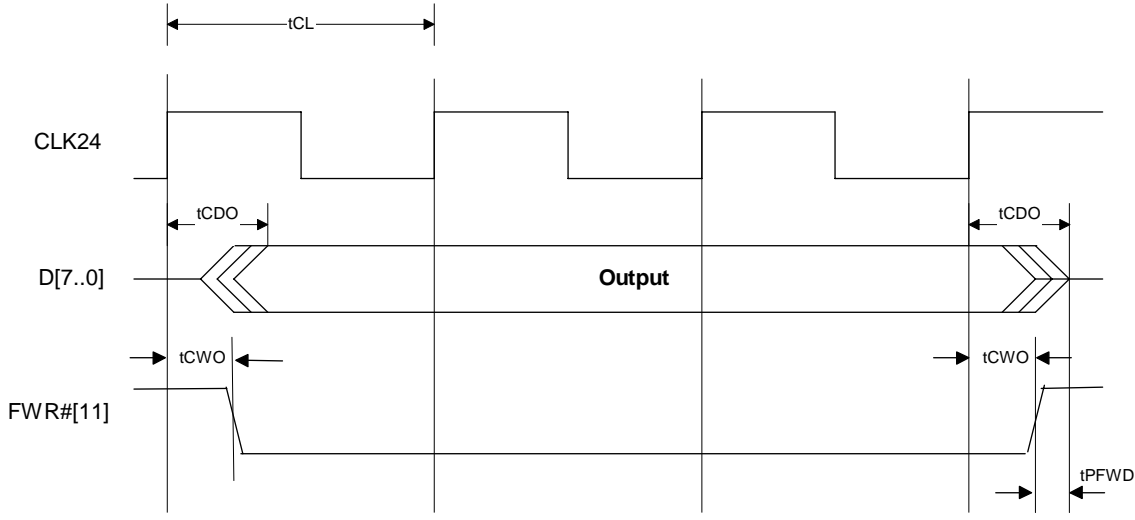 tCL
CLK24
tCDO tCDO
D[7..0] Output
tCWO tCWO
FWR#[11]
tPFWD